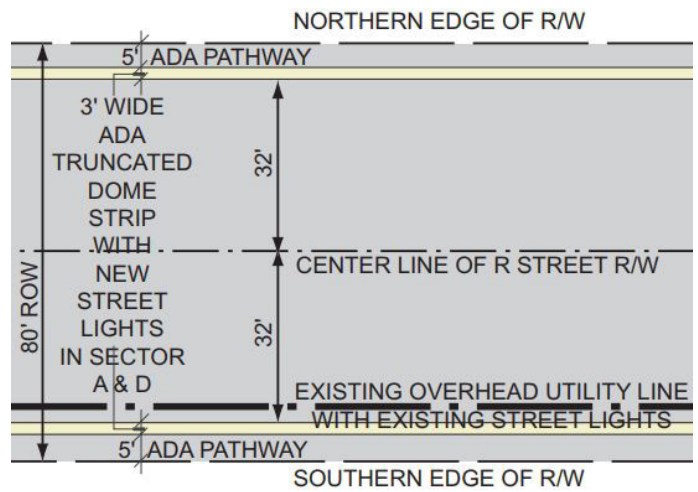 NORTHERN EDGE OF R/W
5' ADA PATHWAY
3' WIDE
ADA
TRUNCATED
DOME
STRIP
WITH
NEW
STREET
LIGHTS
IN SECTOR
A & D
80' ROW
32'
CENTER LINE OF R STREET R/W
32'
EXISTING OVERHEAD UTILITY LINE
WITH EXISTING STREET LIGHTS
5' ADA PATHWAY
SOUTHERN EDGE OF R/W